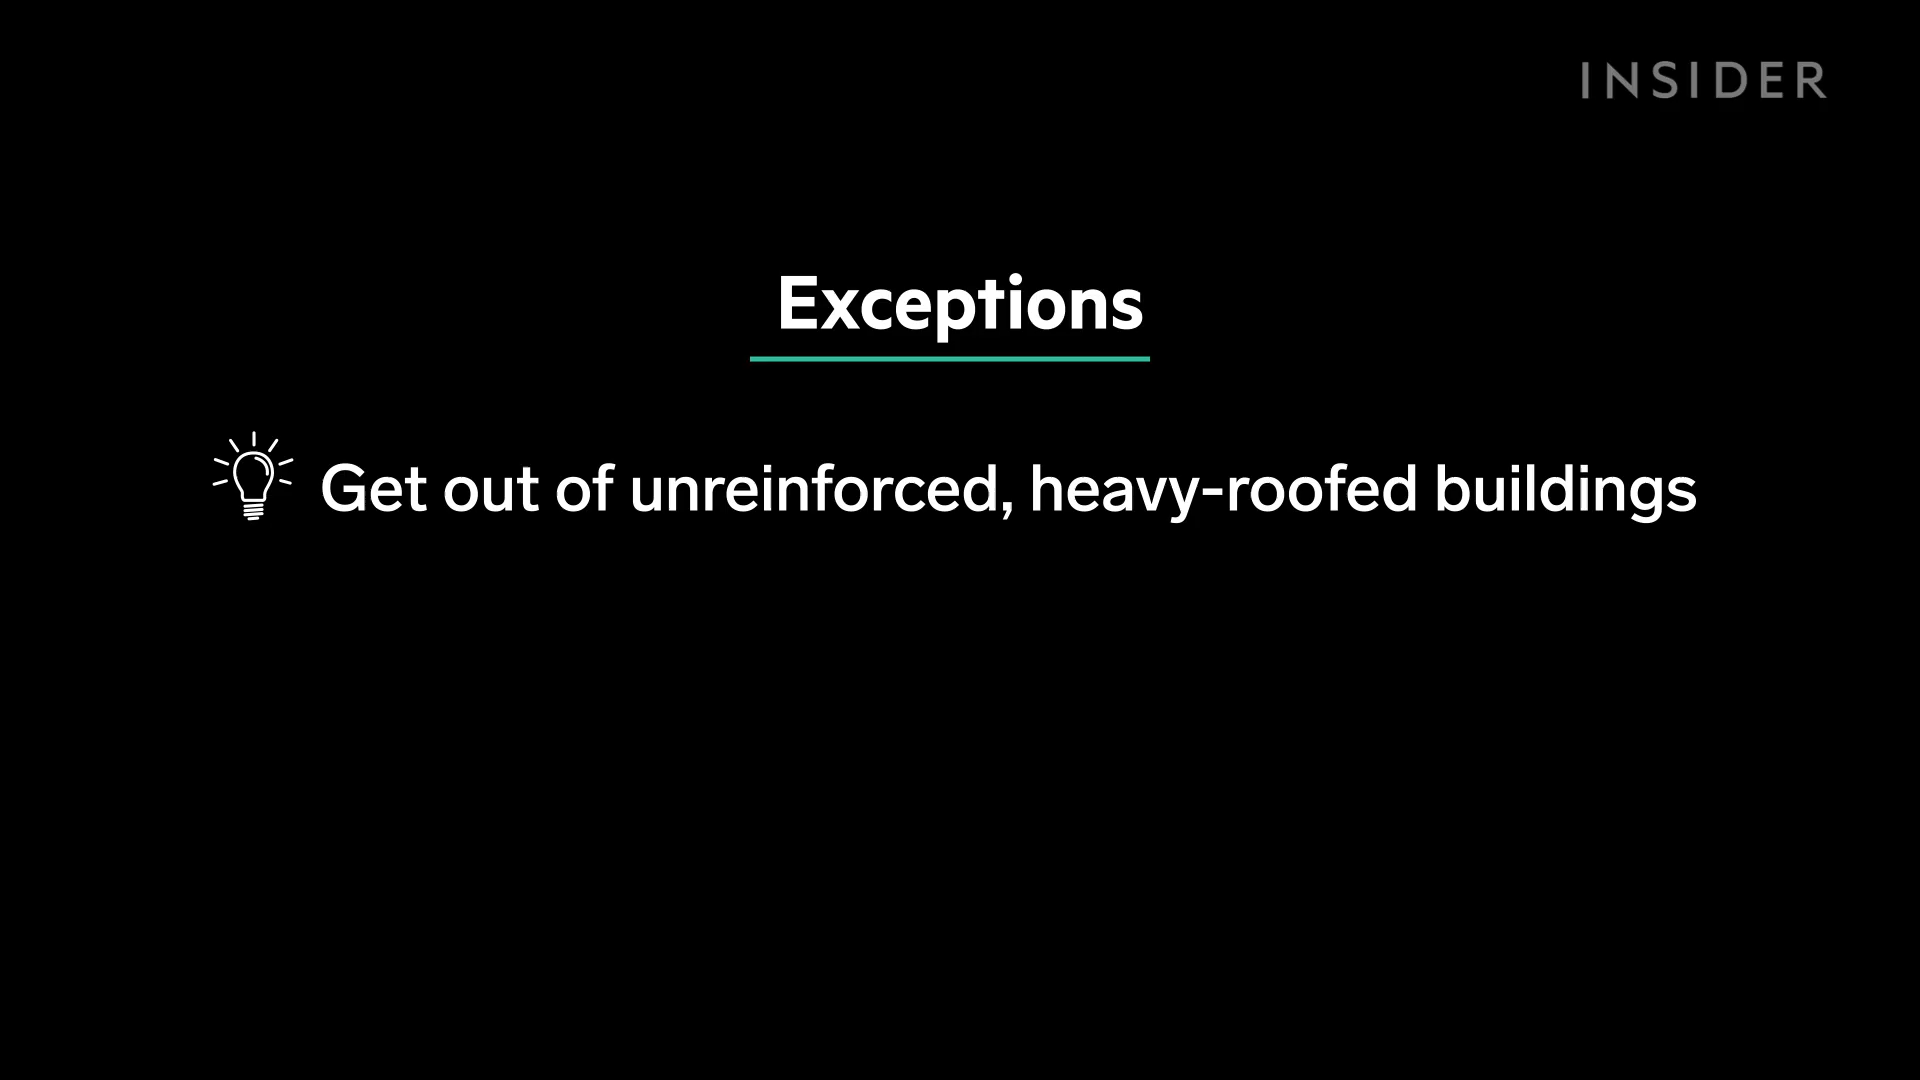 INSIDER
Exceptions
Get out of unreinforced, heavy-roofed buildings